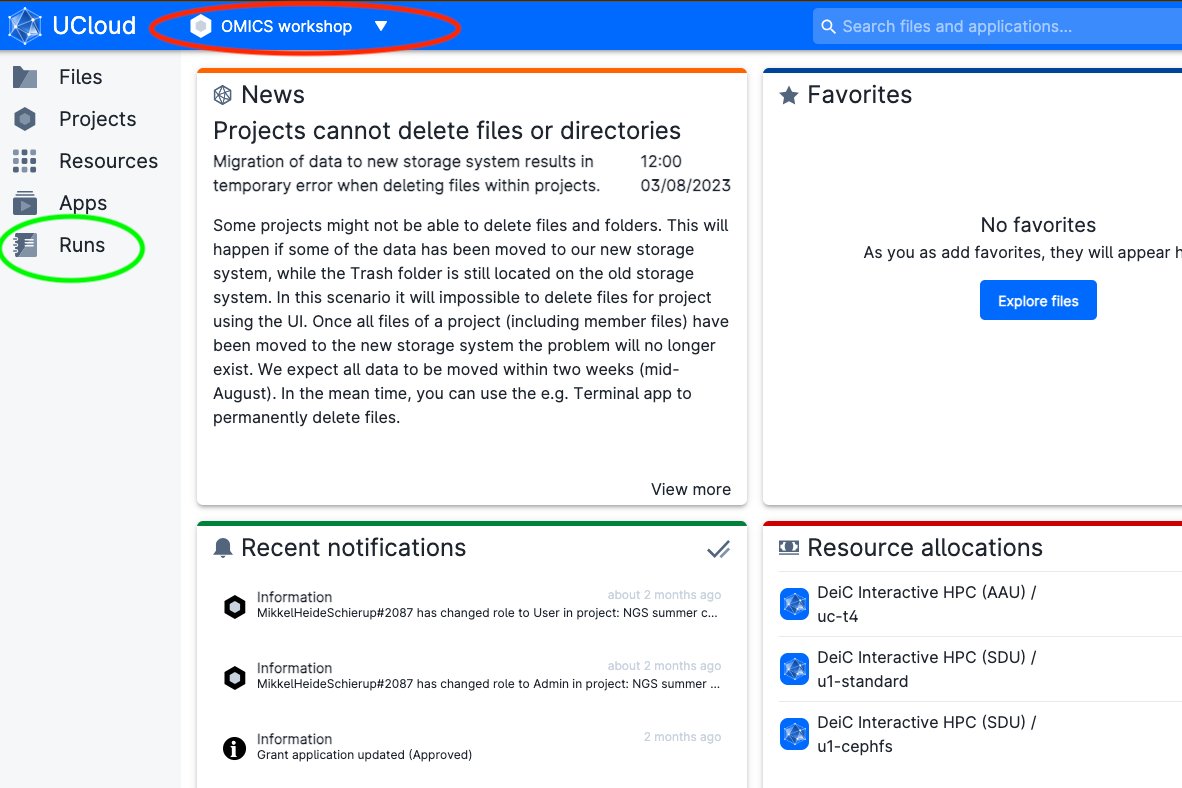 UCloud
OMICS workshop
Search files and applications...
Files
Projects
Resources
Apps
Runs
News
Projects cannot delete files or directories
Migration of data to new storage system results in
temporary error when deleting files within projects.
12:00
03/08/2023
Some projects might not be able to delete files and folders. This will
happen if some of the data has been moved to our new storage
system, while the Trash folder is still located on the old storage
system. In this scenario it will impossible to delete files for project
using the UI. Once all files of a project (including member files) have
been moved to the new storage system the problem will no longer
exist. We expect all data to be moved within two weeks (mid-
August). In the mean time, you can use the e.g. Terminal app to
permanently delete files.
View more
Favorites
No favorites
As you as add favorites, they will appear h
Explore files
Recent notifications
Information
about 2 months ago
MikkelHeideSchierup#2087 has changed role to User in project: NGS summer c...
Information
about 2 months ago
MikkelHeideSchierup#2087 has changed role to Admin in project: NGS summer ...
Information
2 months ago
Grant application updated (Approved)
Resource allocations
DeiC Interactive HPC (AAU) /
uc-t4
DeiC Interactive HPC (SDU) /
u1-standard
DeiC Interactive HPC (SDU) /
u1-cephfs